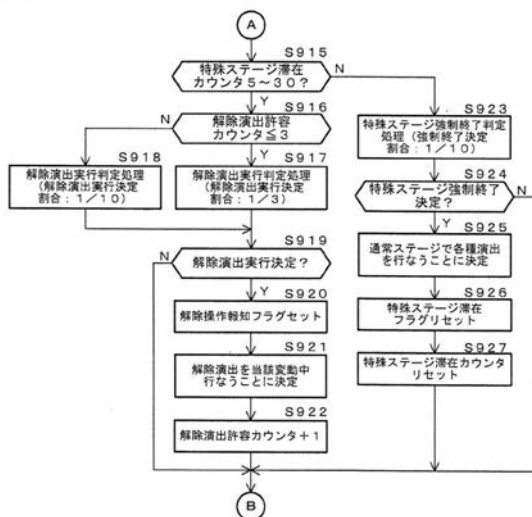 A
S915
特殊ステージ滞在
カウンタ5～30?
N
Y
S916
解除演出許容
カウンタ≦3
N
Y
S918
解除演出実行判定処理
(解除演出実行決定
割合：1／10)
S917
解除演出実行判定処理
(解除演出実行決定
割合：1／3)
S919
解除演出実行決定?
N
Y
S920
解除操作報知フラグセット
S921
解除演出を当該変動中
行なうことに決定
S922
解除演出許容カウンタ＋1
S923
特殊ステージ強制終了判定
処理（強制終了決定
割合：1／10)
S924
特殊ステージ強制終了
決定?
N
Y
S925
通常ステージで各種演出
を行なうことに決定
S926
特殊ステージ滞在
フラグリセット
S927
特殊ステージ滞在カウンタ
リセット
B